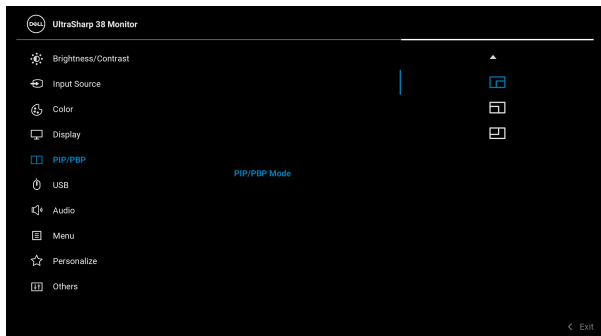 DELL
UltraSharp 38 Monitor
Brightness/Contrast
Input Source
Color
Display
PIP/PBP
PIP/PBP Mode
USB
Audio
Menu
Personalize
Others
Exit